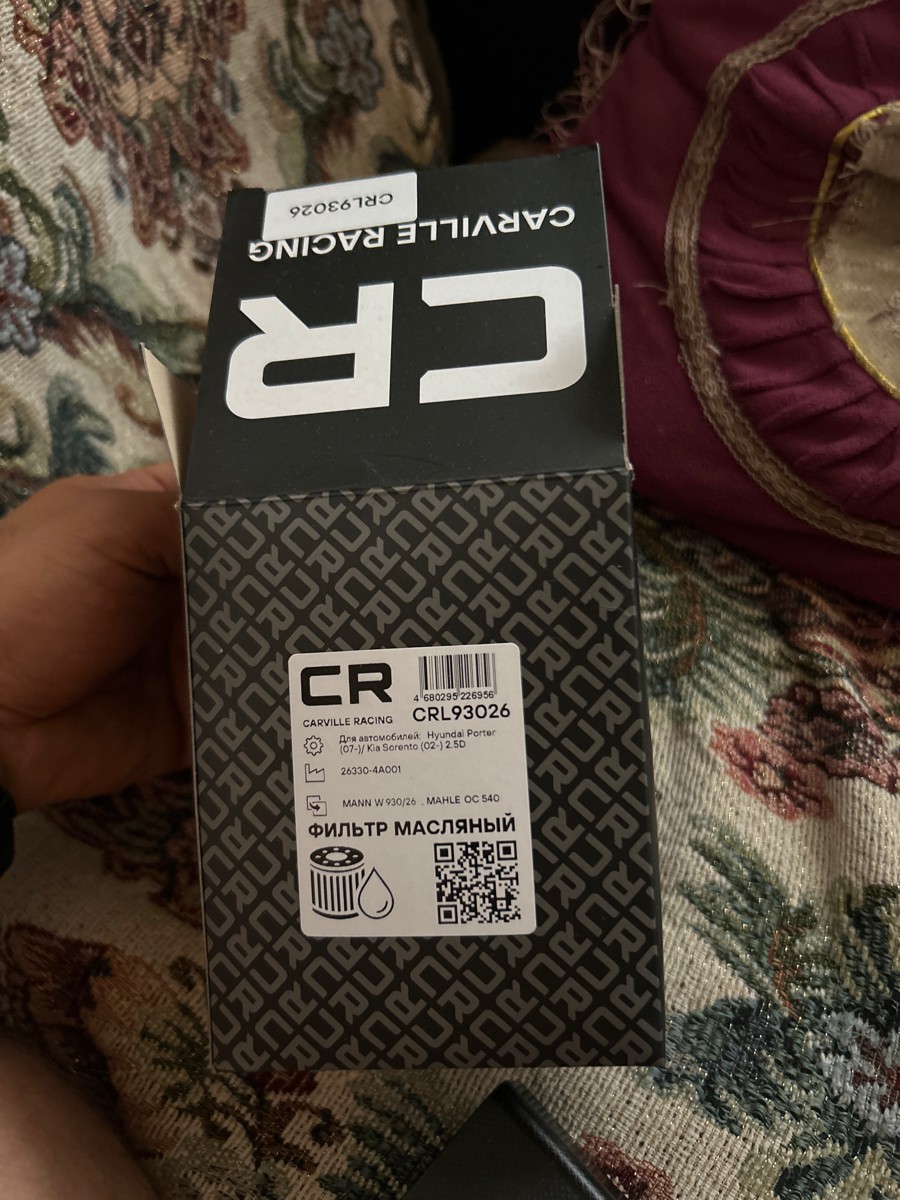 CRL93026
CARVILLE RACING
CR
CR
4 680295 226956
CARVILLE RACING
CRL93026
Для автомобилей: Hyundai Porter
(07-)/ Kia Sorento (02-) 2.5D
26330-4A001
MANN W 930/26 , MAHLE OC 540
ФИЛЬТР МАСЛЯНЫЙ